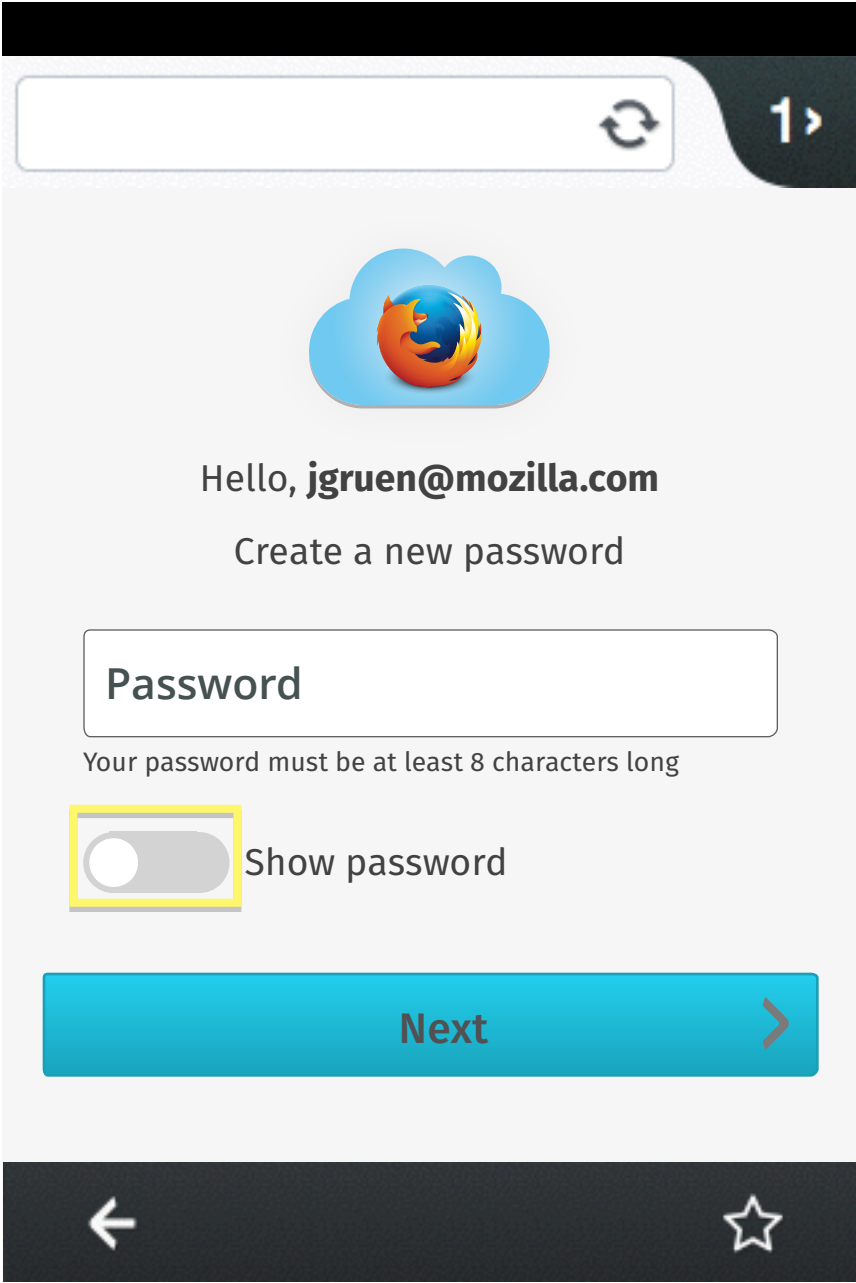 1
Hello, jgruen@mozilla.com
Create a new password
Password
Your password must be at least 8 characters long
Show password
Next